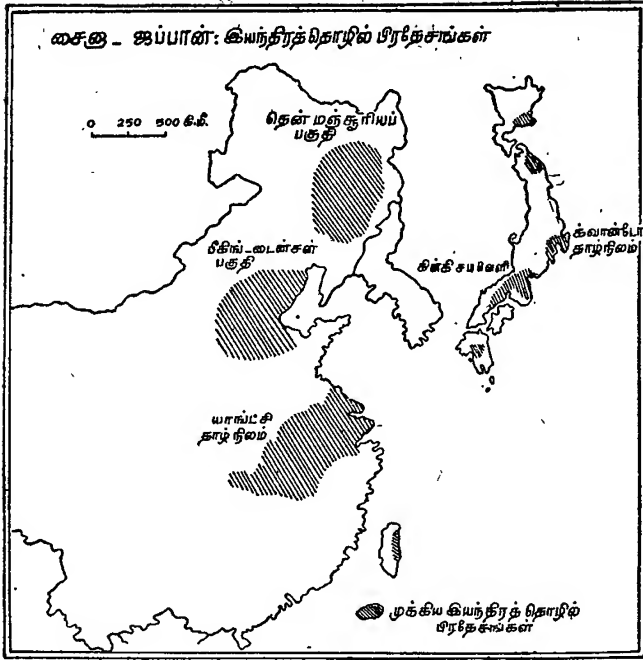 சைனா – ஜப்பான்: இயந்திரத்தொழில் பிரதேசங்கள்
0 250 500 கி.மீ.
தென் மஞ்சூரியப்
பகுதி
பீகிங்-டைன்சன்
பகுதி
க்வான்டோ
தாழ்நிலம்
கின்கி சமவெளி
யாங்ட்சி
தாழ்நிலம்
முக்கிய இயந்திரத் தொழில்
பிரதேசங்கள்